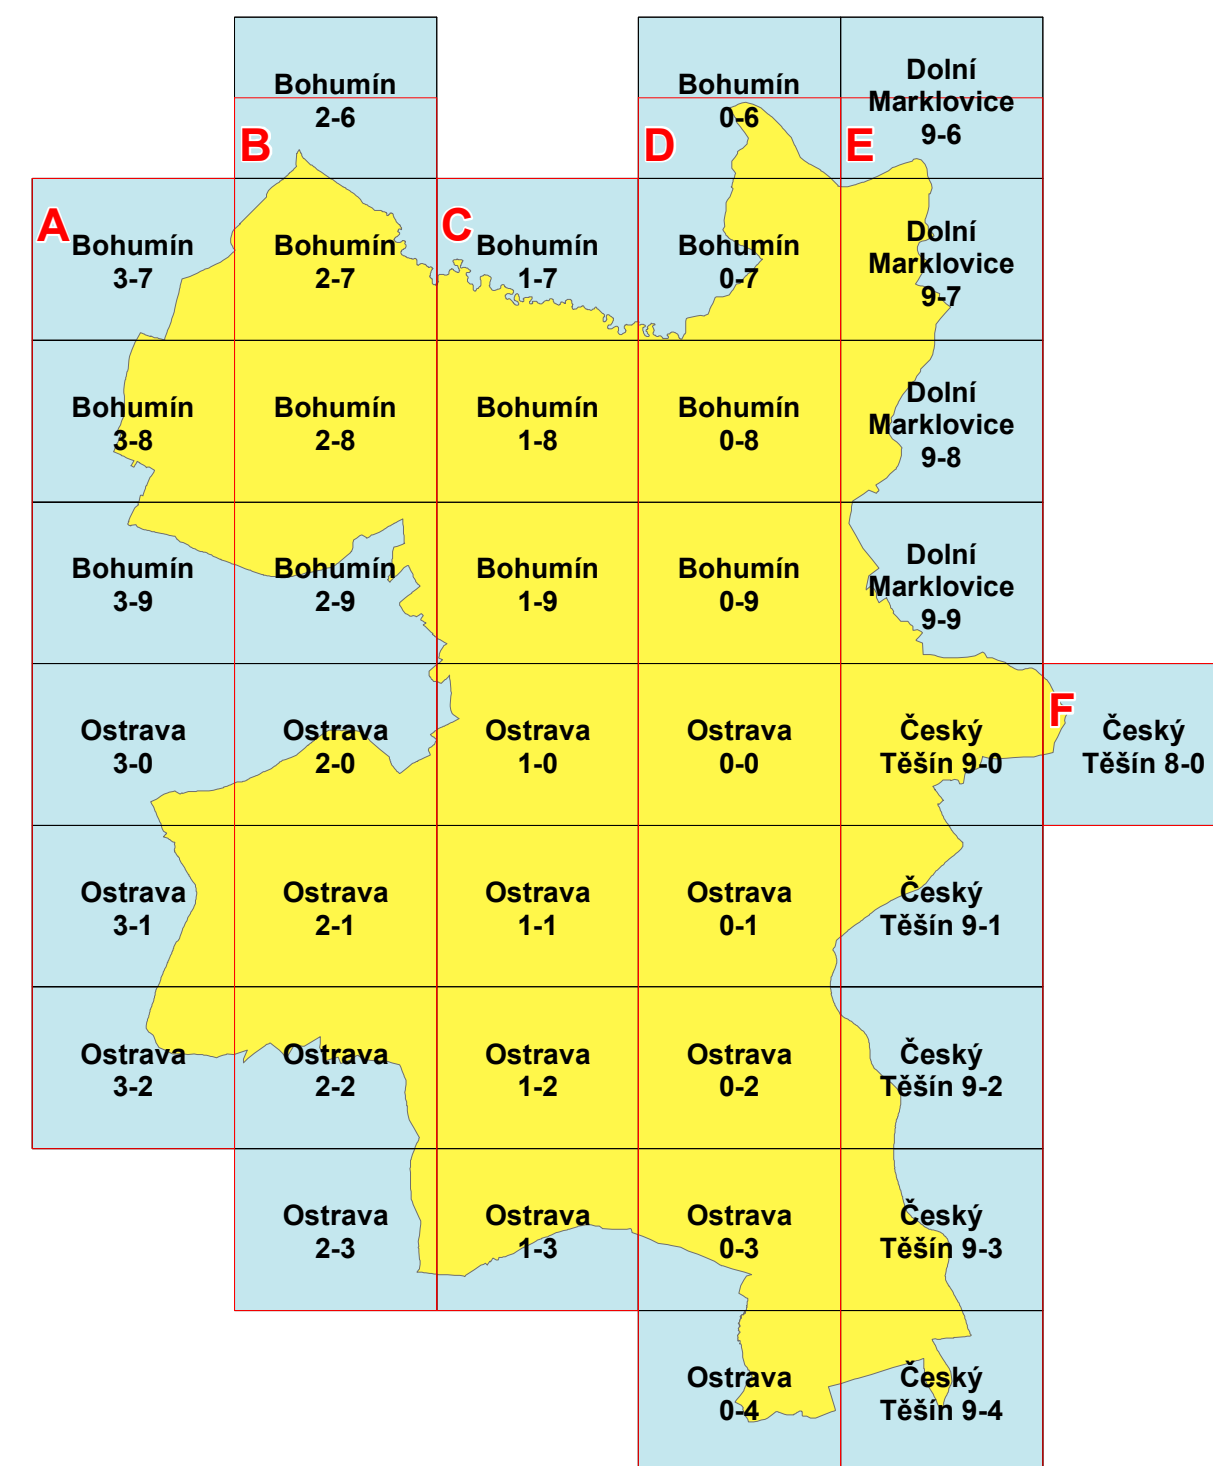 Bohumín
2-6
Bohumín
0-6
Dolní
Marklovice
9-6
B
D
E
A
Bohumín
3-7
Bohumín
2-7
C
Bohumín
1-7
Bohumín
0-7
Dolní
Marklovice
9-7
Bohumín
3-8
Bohumín
2-8
Bohumín
1-8
Bohumín
0-8
Dolní
Marklovice
9-8
Bohumín
3-9
Bohumín
2-9
Bohumín
1-9
Bohumín
0-9
Dolní
Marklovice
9-9
Ostrava
3-0
Ostrava
2-0
Ostrava
1-0
Ostrava
0-0
Český
Těšín 9-0
F
Český
Těšín 8-0
Ostrava
3-1
Ostrava
2-1
Ostrava
1-1
Ostrava
0-1
Český
Těšín 9-1
Ostrava
3-2
Ostrava
2-2
Ostrava
1-2
Ostrava
0-2
Český
Těšín 9-2
Ostrava
2-3
Ostrava
1-3
Ostrava
0-3
Český
Těšín 9-3
Ostrava
0-4
Český
Těšín 9-4